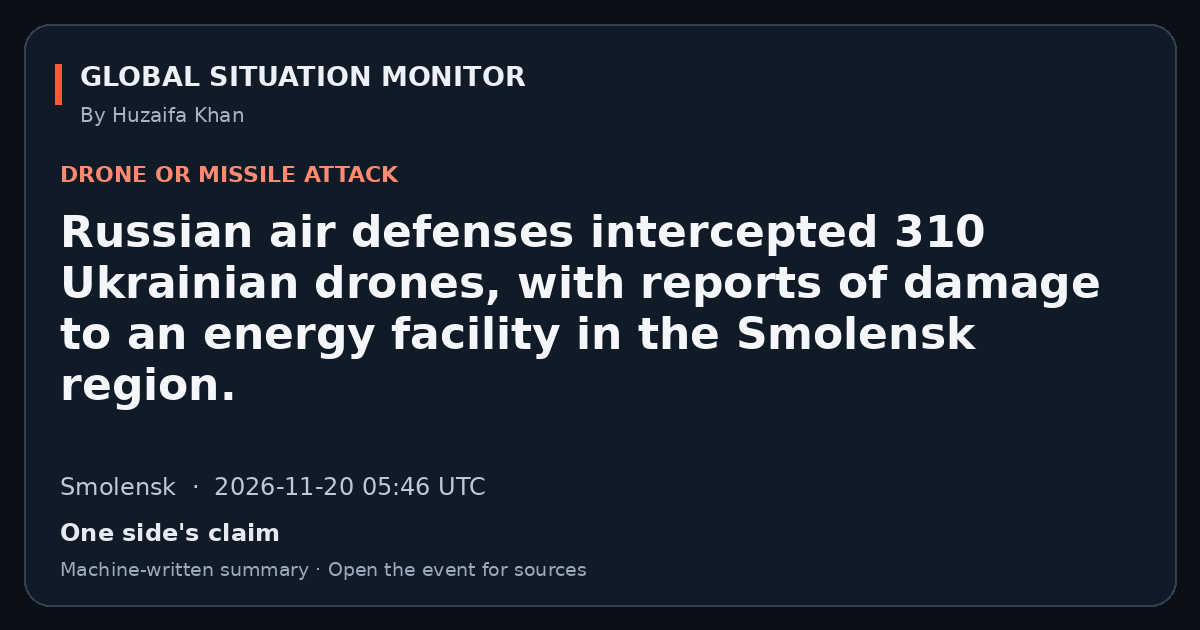 GLOBAL SITUATION MONITOR
By Huzaifa Khan
DRONE OR MISSILE ATTACK
Russian air defenses intercepted 310
Ukrainian drones, with reports of damage
to an energy facility in the Smolensk
region.
Smolensk · 2026-11-20 05:46 UTC
One side's claim
Machine-written summary · Open the event for sources